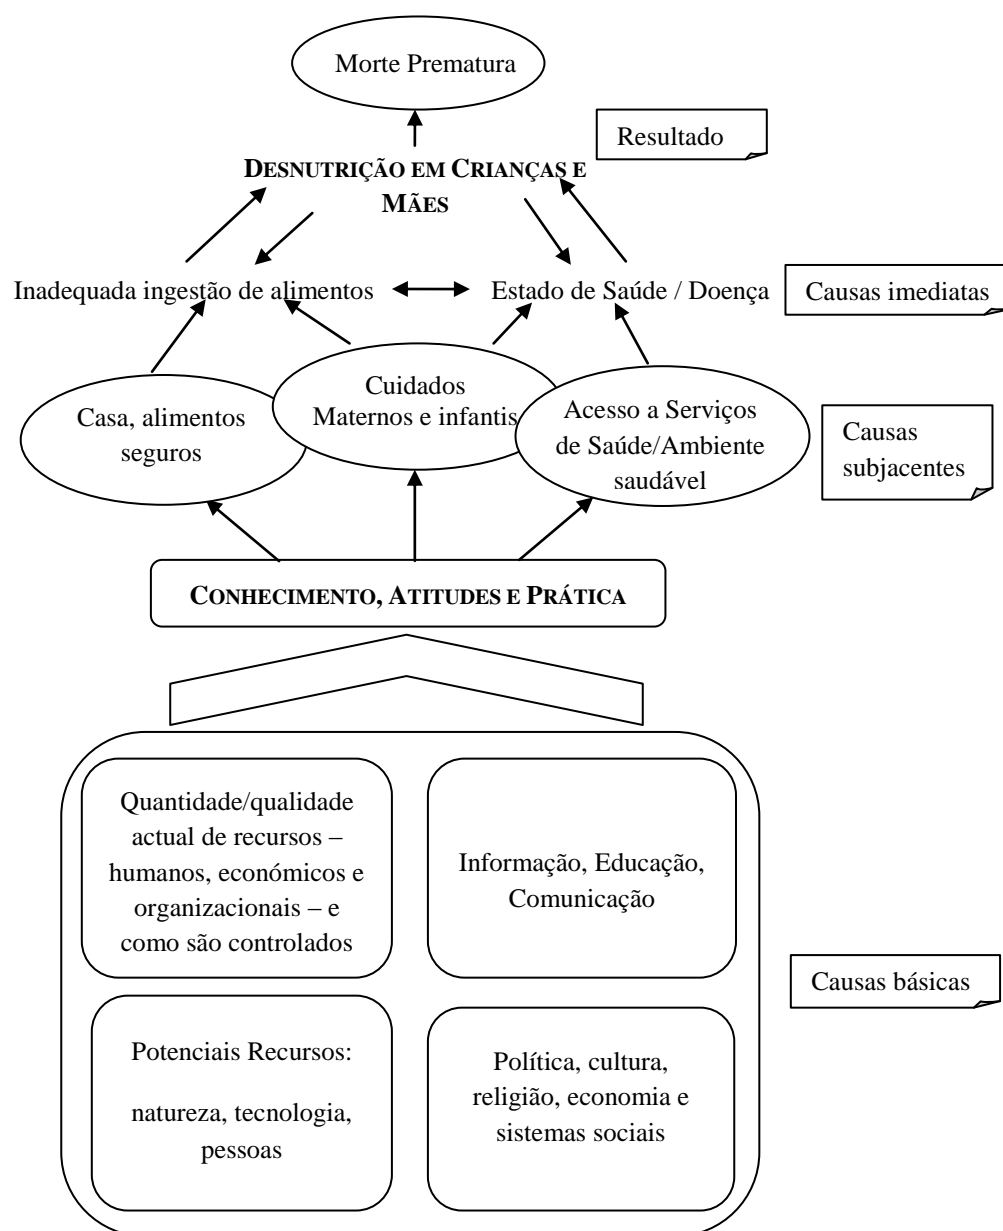 Morte Prematura
Resultado
DESNUTRIÇÃO EM CRIANÇAS E
MÃES
Inadequada ingestão de alimentos
Estado de Saúde / Doença
Causas imediatas
Casa, alimentos
seguros
Cuidados
Maternos e infantis
Acesso a Serviços
de Saúde/Ambiente
saudável
Causas
subjacentes
CONHECIMENTO, ATITUDES E PRÁTICA
Quantidade/qualidade
actual de recursos –
humanos, económicos e
organizacionais – e
como são controlados
Informação, Educação,
Comunicação
Causas básicas
Potenciais Recursos:
natureza, tecnologia,
pessoas
Política, cultura,
religião, economia e
sistemas sociais